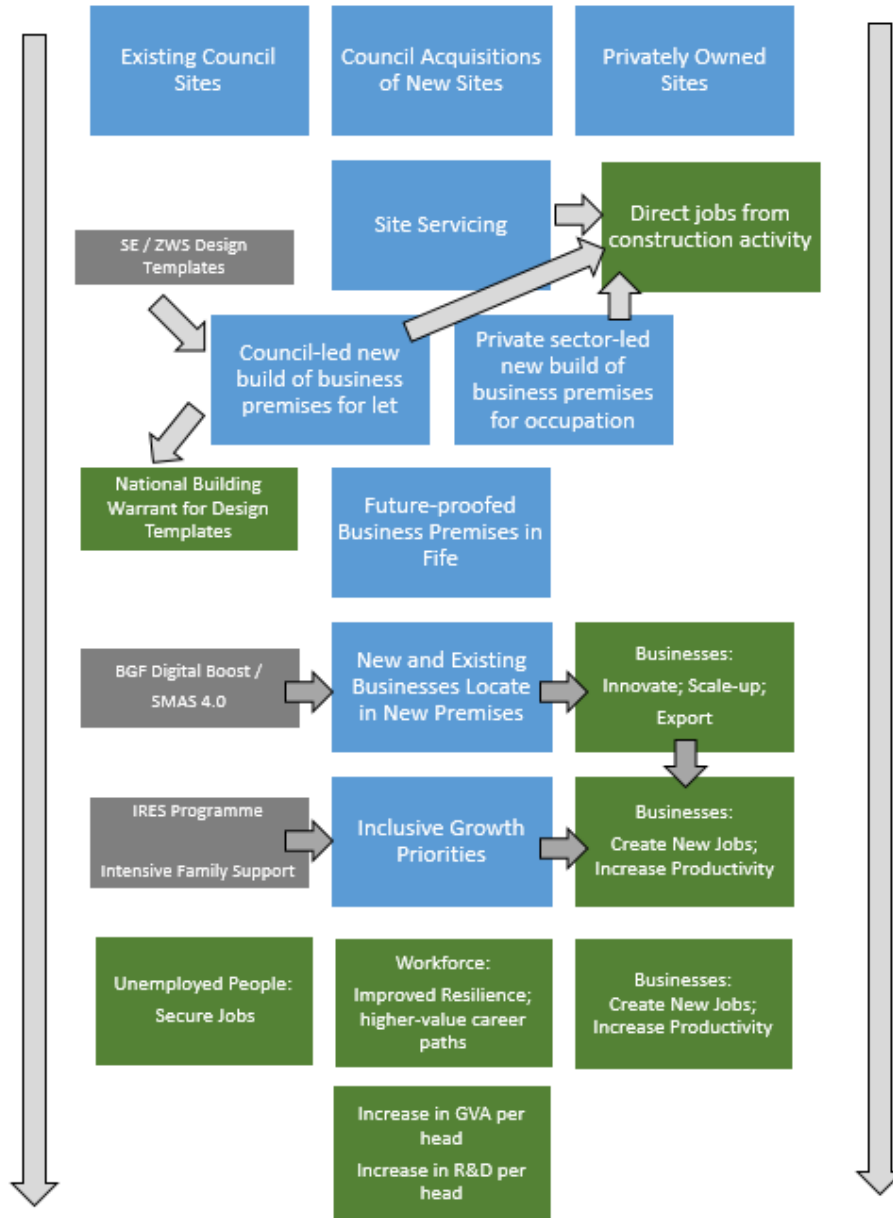 Existing Council
Sites
Council Acquisitions
of New Sites
Privately Owned
Sites
Site Servicing
Direct jobs from
construction activity
SE / ZWS Design
Templates
Council-led new
build of business
premises for let
Private sector-led
new build of
business premises
for occupation
National Building
Warrant for Design
Templates
Future-proofed
Business Premises in
Fife
BGF Digital Boost /
SMAS 4.0
New and Existing
Businesses Locate
in New Premises
Businesses:
Innovate; Scale-up;
Export
IRES Programme
Intensive Family Support
Inclusive Growth
Priorities
Businesses:
Create New Jobs;
Increase Productivity
Unemployed People:
Secure Jobs
Workforce:
Improved Resilience;
higher-value career
paths
Businesses:
Create New Jobs;
Increase Productivity
Increase in GVA per
head
Increase in R&D per
head